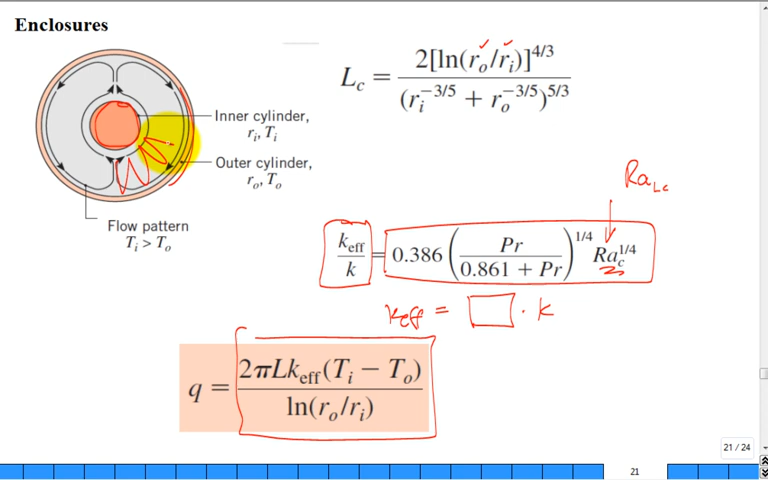 Enclosures
L_c = 2[ln(r_o/r_i)]^{4/3} / (r_i^{-3/5} + r_o^{-3/5})^{5/3}
Inner cylinder,
r_i, T_i
Outer cylinder,
r_o, T_o
Flow pattern
T_i > T_o
Ra_{Lc}
k_eff / k = 0.386 (Pr / 0.861 + Pr)^{1/4} Ra_c^{1/4}
k_eff = □ · k
q = 2πLk_eff(T_i − T_o) / ln(r_o/r_i)
21 / 24
21